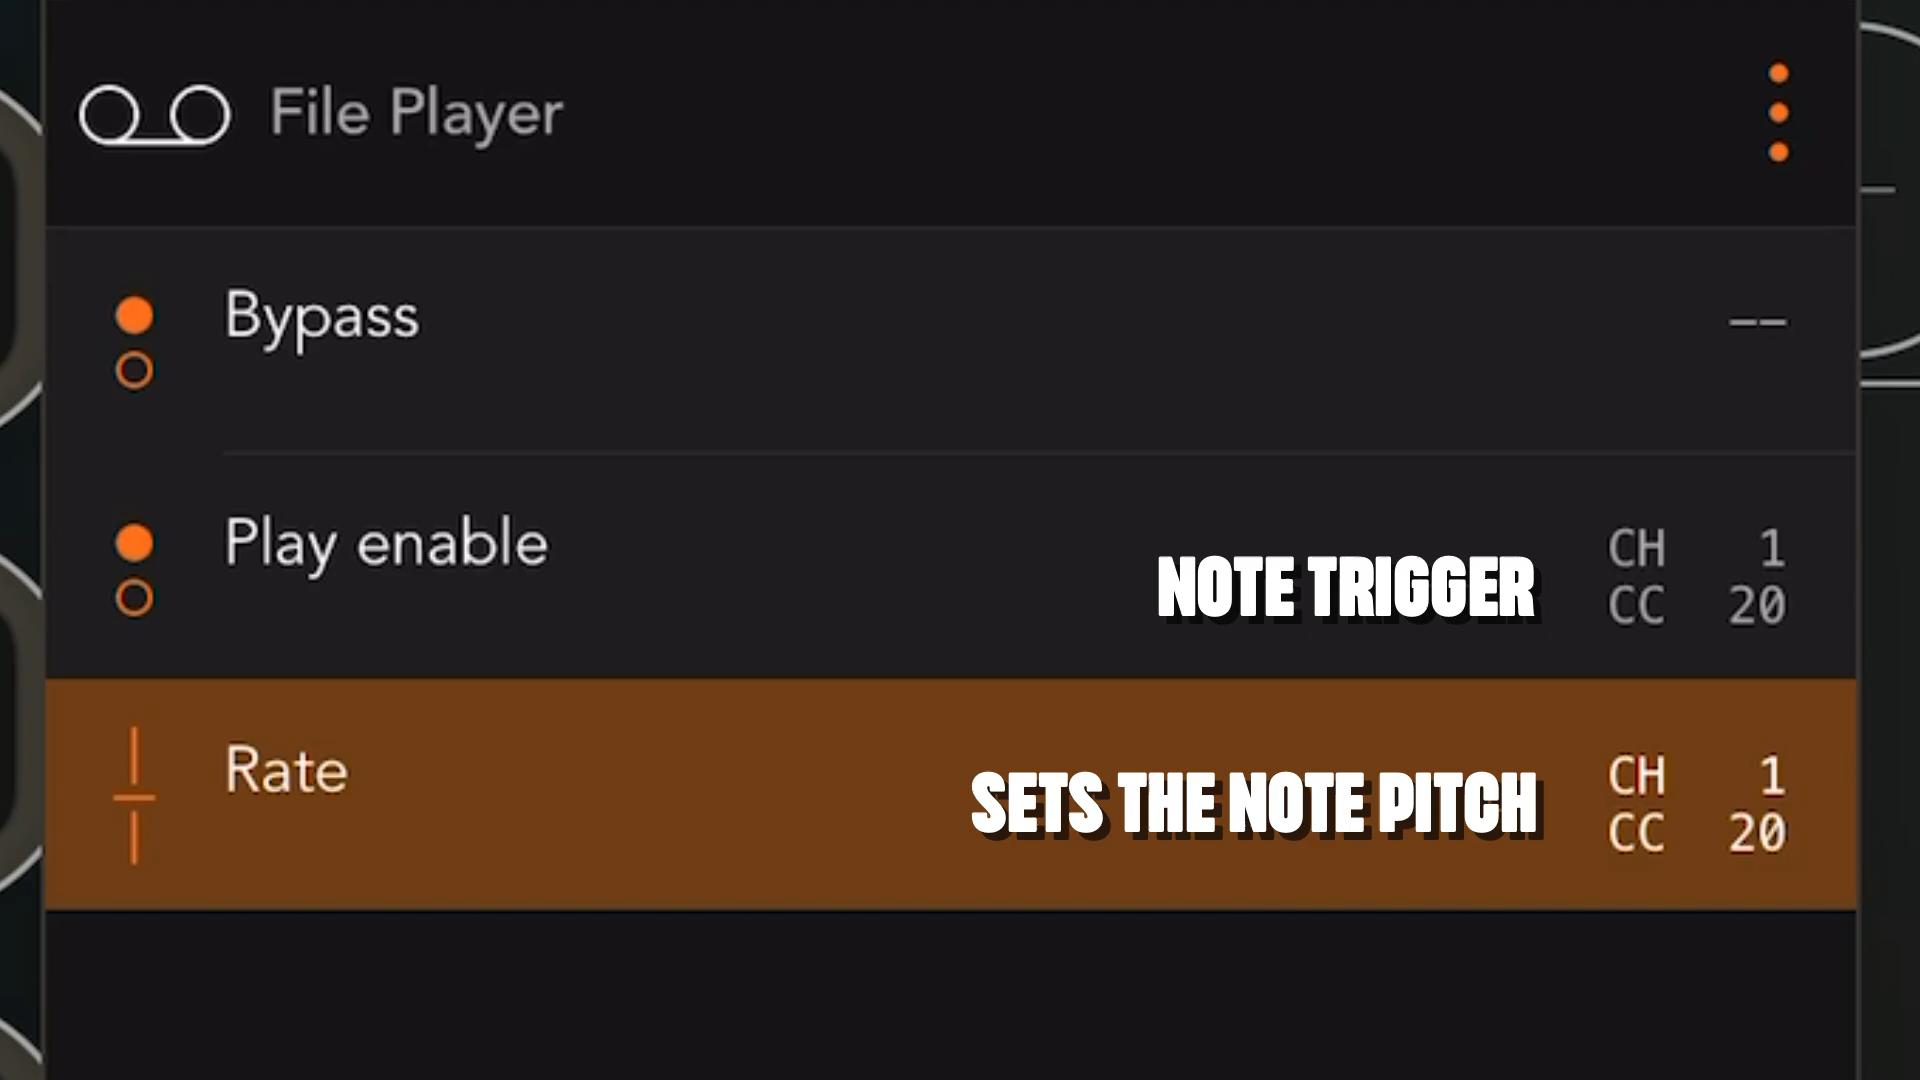 File Player
Bypass
––
Play enable
NOTE TRIGGER
CH 1
CC 20
Rate
SETS THE NOTE PITCH
CH 1
CC 20